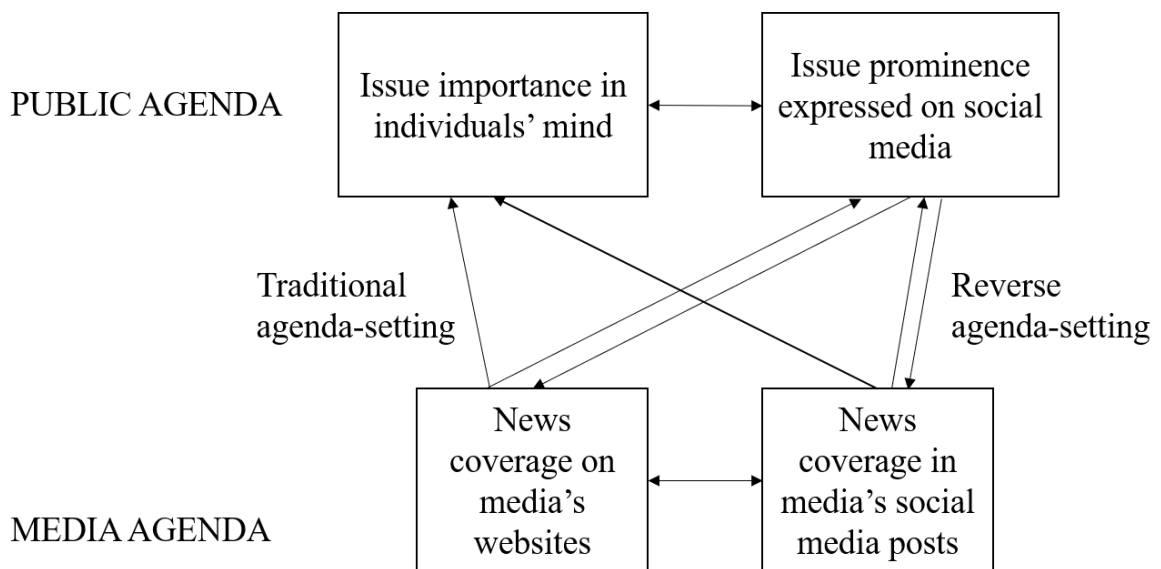 PUBLIC AGENDA
Issue importance in
individuals’ mind
Issue prominence
expressed on social
media
Traditional
agenda-setting
Reverse
agenda-setting
MEDIA AGENDA
News
coverage on
media’s
websites
News
coverage in
media’s social
media posts